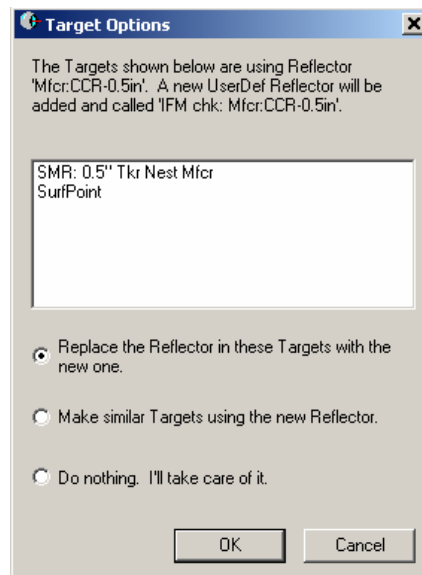 Target Options
The Targets shown below are using Reflector
'Mfcr:CCR-0.5in'. A new UserDef Reflector will be
added and called 'IFM chk: Mfcr:CCR-0.5in'.
SMR: 0.5" Tkr Nest Mfcr
SurfPoint
Replace the Reflector in these Targets with the
new one.
Make similar Targets using the new Reflector.
Do nothing. I'll take care of it.
OK
Cancel